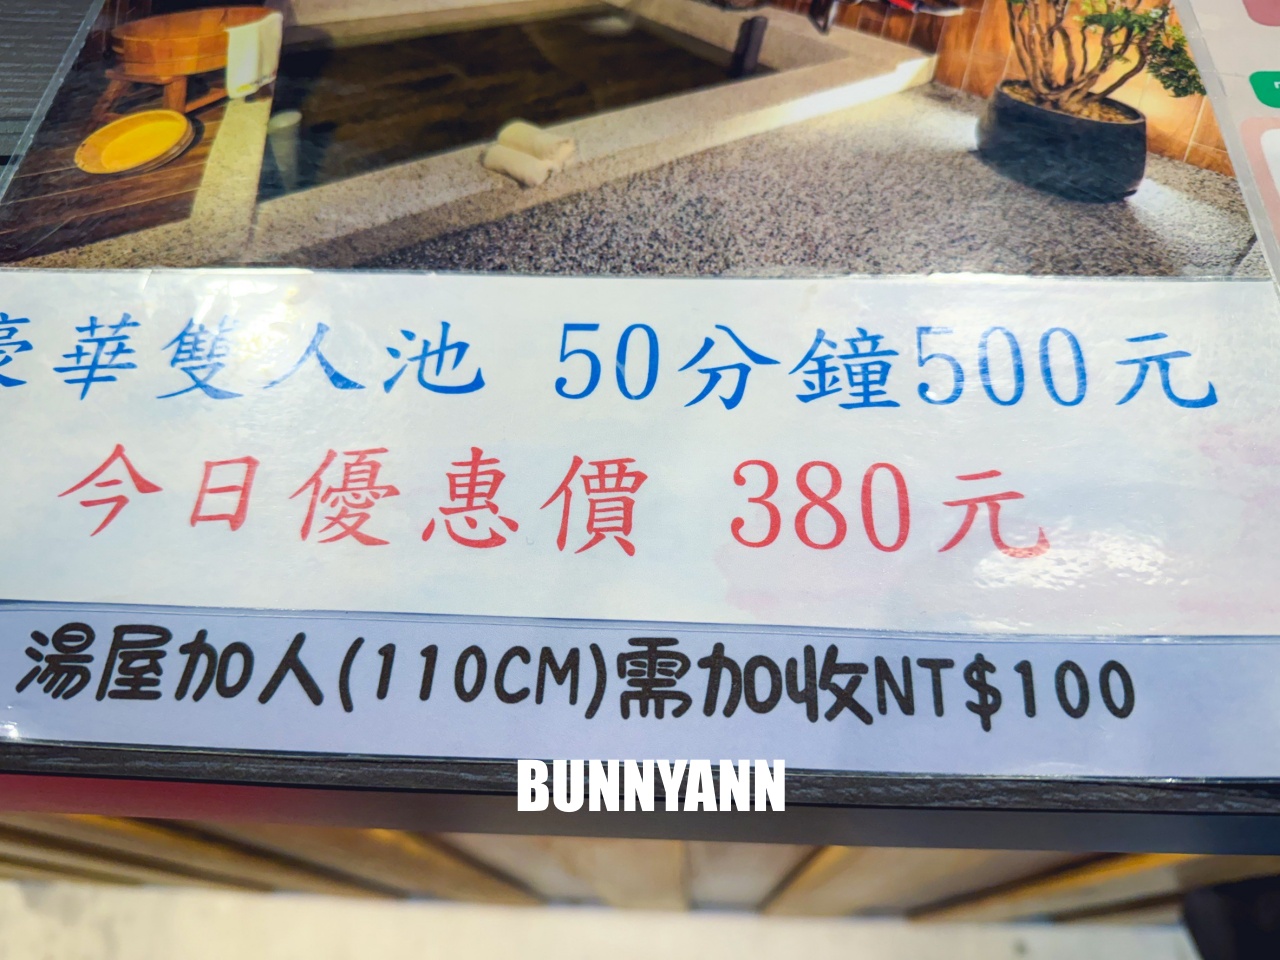 豪華雙人池 50分鐘500元
今日優惠價 380元
湯屋加人(110CM)需加收NT$100
BUNNYANN